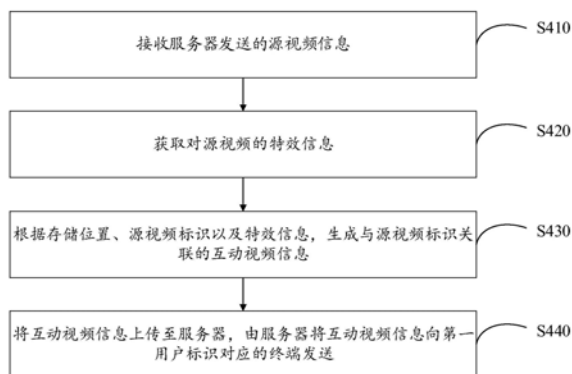 接收服务器发送的源视频信息
S410
获取对源视频的特效信息
S420
根据存储位置、源视频标识以及特效信息，生成与源视频标识关
联的互动视频信息
S430
将互动视频信息上传至服务器，由服务器将互动视频信息向第一
用户标识对应的终端发送
S440